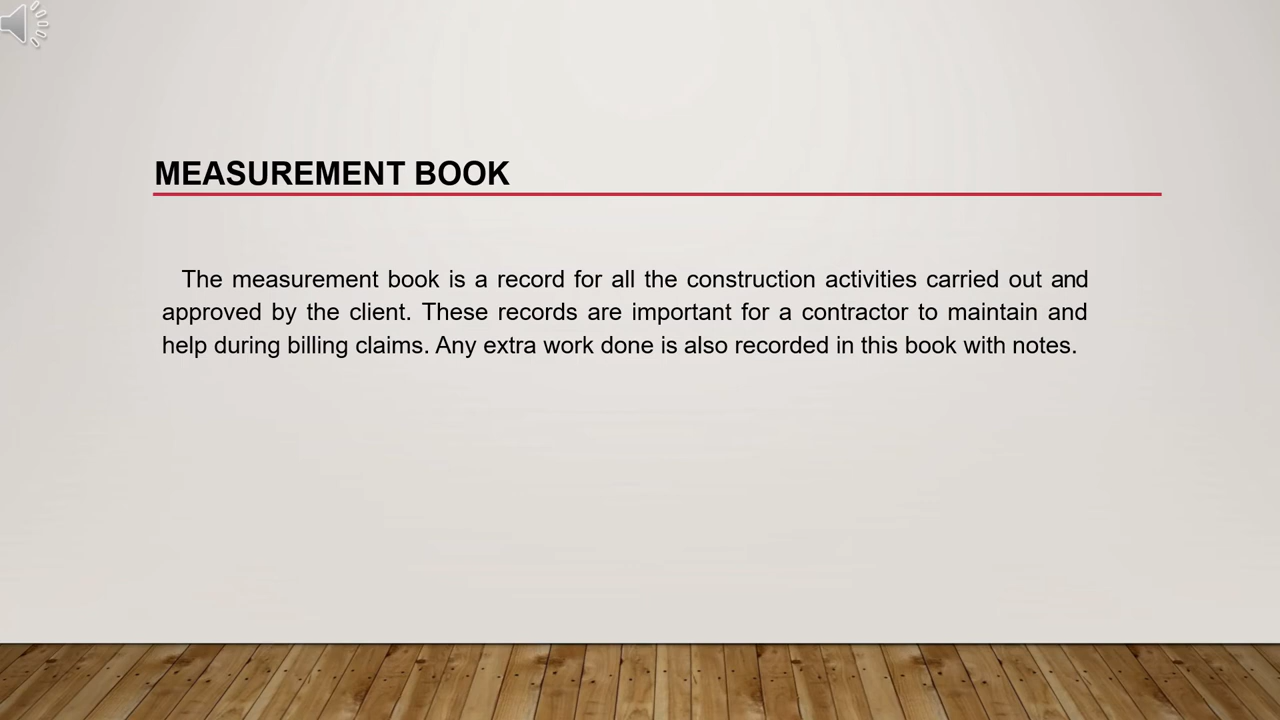 MEASUREMENT BOOK
The measurement book is a record for all the construction activities carried out and
approved by the client. These records are important for a contractor to maintain and
help during billing claims. Any extra work done is also recorded in this book with notes.